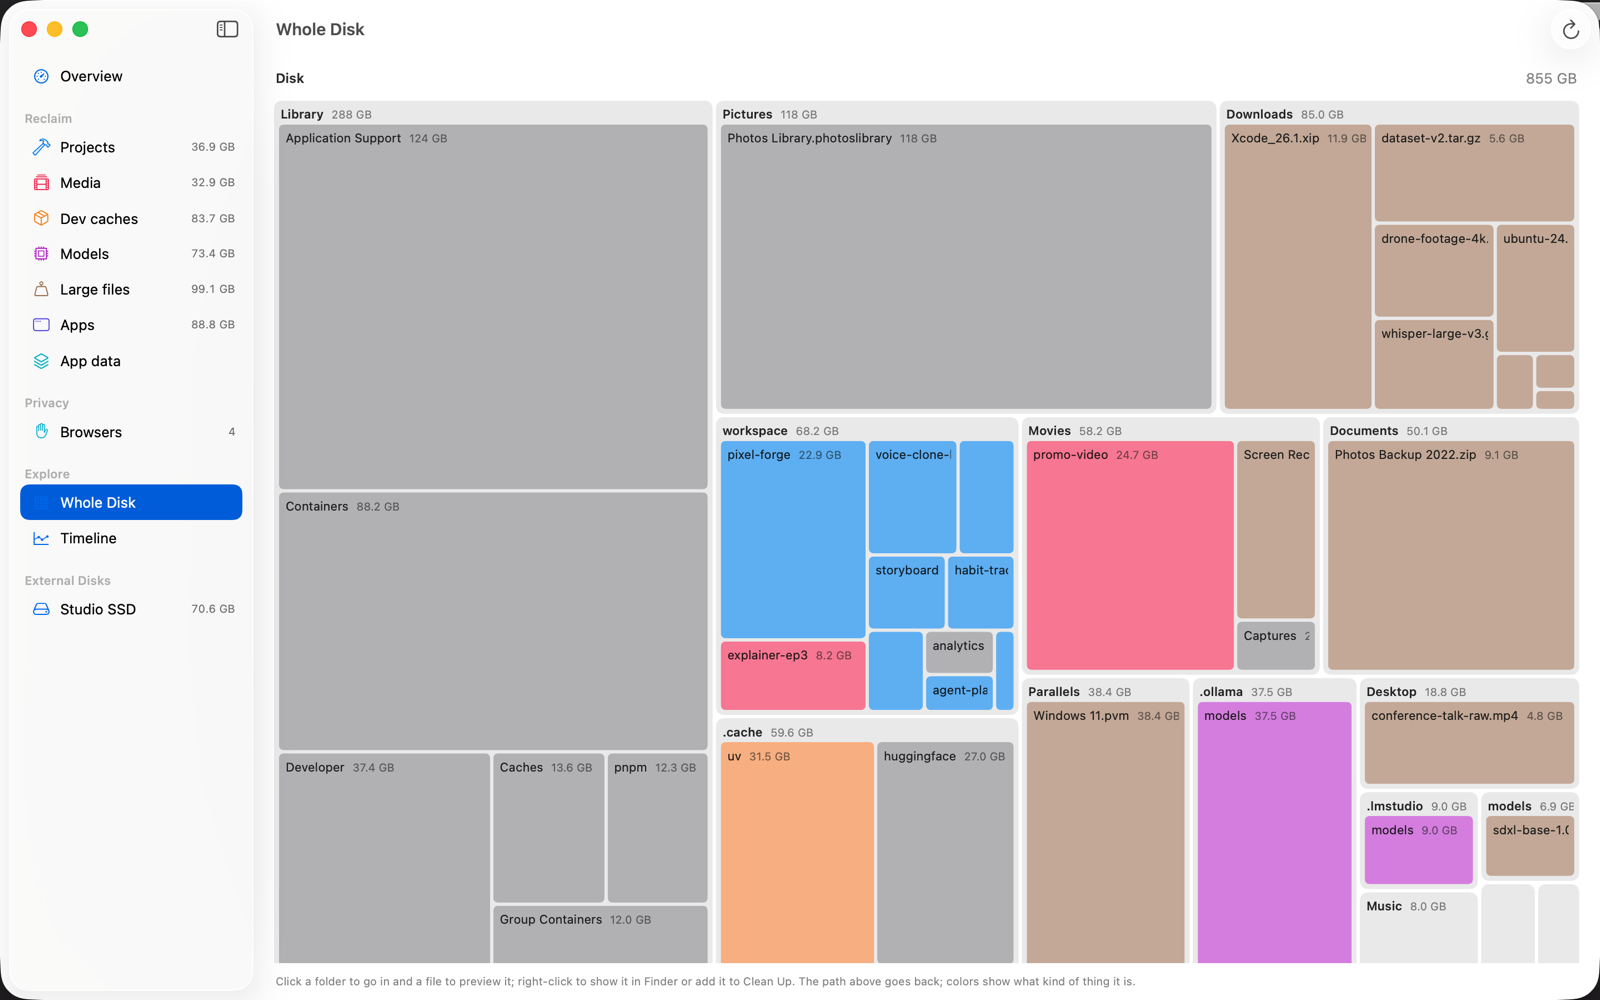 Whole Disk
Overview
Reclaim
Projects 36.9 GB
Media 32.9 GB
Dev caches 83.7 GB
Models 73.4 GB
Large files 99.1 GB
Apps 88.8 GB
App data
Privacy
Browsers 4
Explore
Whole Disk
Timeline
External Disks
Studio SSD 70.6 GB
Disk 855 GB
Library 288 GB
Application Support 124 GB
Containers 88.2 GB
Developer 37.4 GB
Caches 13.6 GB
pnpm 12.3 GB
Group Containers 12.0 GB
Pictures 118 GB
Photos Library.photoslibrary 118 GB
Downloads 85.0 GB
Xcode_26.1.xip 11.9 GB
dataset-v2.tar.gz 5.6 GB
drone-footage-4k.
ubuntu-24.
whisper-large-v3.g
workspace 68.2 GB
pixel-forge 22.9 GB
voice-clone-
storyboard
habit-trac
explainer-ep3 8.2 GB
analytics
agent-pla
Movies 58.2 GB
promo-video 24.7 GB
Screen Rec
Captures 2
Documents 50.1 GB
Photos Backup 2022.zip 9.1 GB
.cache 59.6 GB
uv 31.5 GB
huggingface 27.0 GB
Parallels 38.4 GB
Windows 11.pvm 38.4 GB
.ollama 37.5 GB
models 37.5 GB
Desktop 18.8 GB
conference-talk-raw.mp4 4.8 GB
.lmstudio 9.0 GB
models 9.0 GB
models 6.9 GB
sdxl-base-1.0
Music 8.0 GB
Click a folder to go in and a file to preview it; right-click to show it in Finder or add it to Clean Up. The path above goes back; colors show what kind of thing it is.